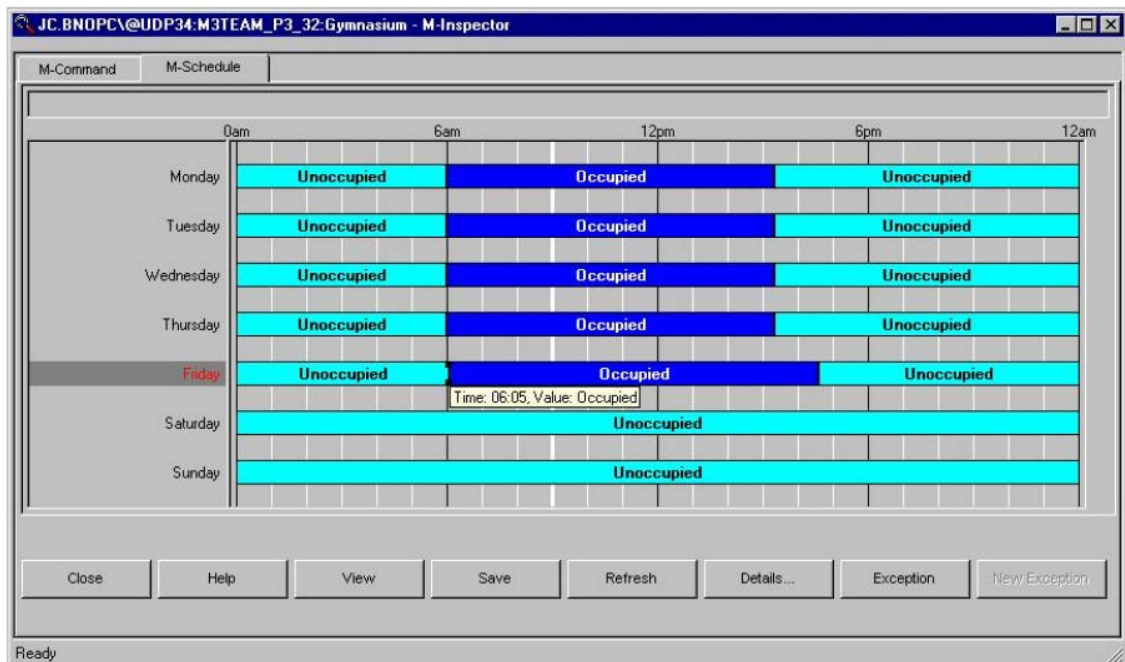 JC.BNOPC\@UDP34:M3TEAM_P3_32:Gymnasium - M-Inspector
M-Command M-Schedule
0am 6am 12pm 6pm 12am
Monday Unoccupied Occupied Unoccupied
Tuesday Unoccupied Occupied Unoccupied
Wednesday Unoccupied Occupied Unoccupied
Thursday Unoccupied Occupied Unoccupied
Friday Unoccupied Occupied Unoccupied
Time: 06:05, Value: Occupied
Saturday Unoccupied
Sunday Unoccupied
Close Help View Save Refresh Details... Exception New Exception
Ready